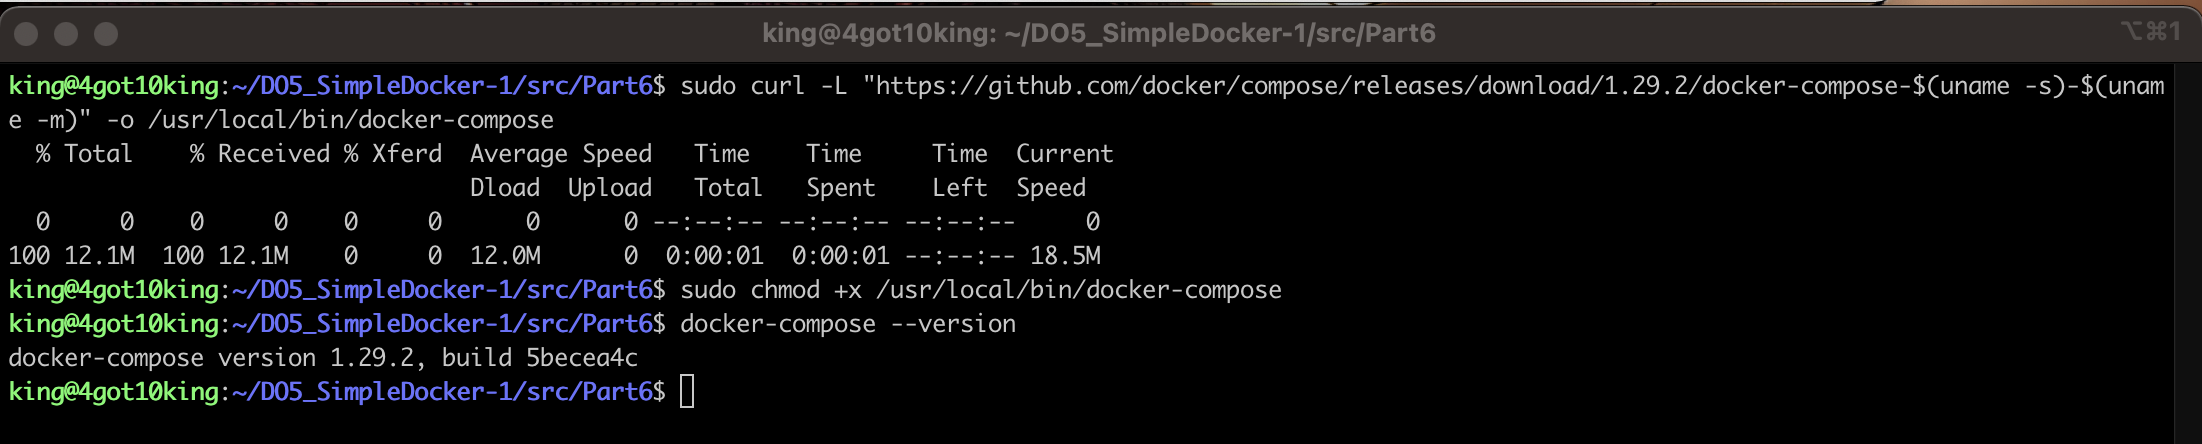 king@4got10king: ~/DO5_SimpleDocker-1/src/Part6 ⌥⌘1
king@4got10king:~/DO5_SimpleDocker-1/src/Part6$ sudo curl -L "https://github.com/docker/compose/releases/download/1.29.2/docker-compose-$(uname -s)-$(unam
e -m)" -o /usr/local/bin/docker-compose
  % Total    % Received % Xferd  Average Speed   Time    Time     Time  Current
                                 Dload  Upload   Total   Spent    Left  Speed
  0     0    0     0    0     0      0      0 --:--:-- --:--:-- --:--:--     0
100 12.1M  100 12.1M    0     0  12.0M      0  0:00:01  0:00:01 --:--:-- 18.5M
king@4got10king:~/DO5_SimpleDocker-1/src/Part6$ sudo chmod +x /usr/local/bin/docker-compose
king@4got10king:~/DO5_SimpleDocker-1/src/Part6$ docker-compose --version
docker-compose version 1.29.2, build 5becea4c
king@4got10king:~/DO5_SimpleDocker-1/src/Part6$